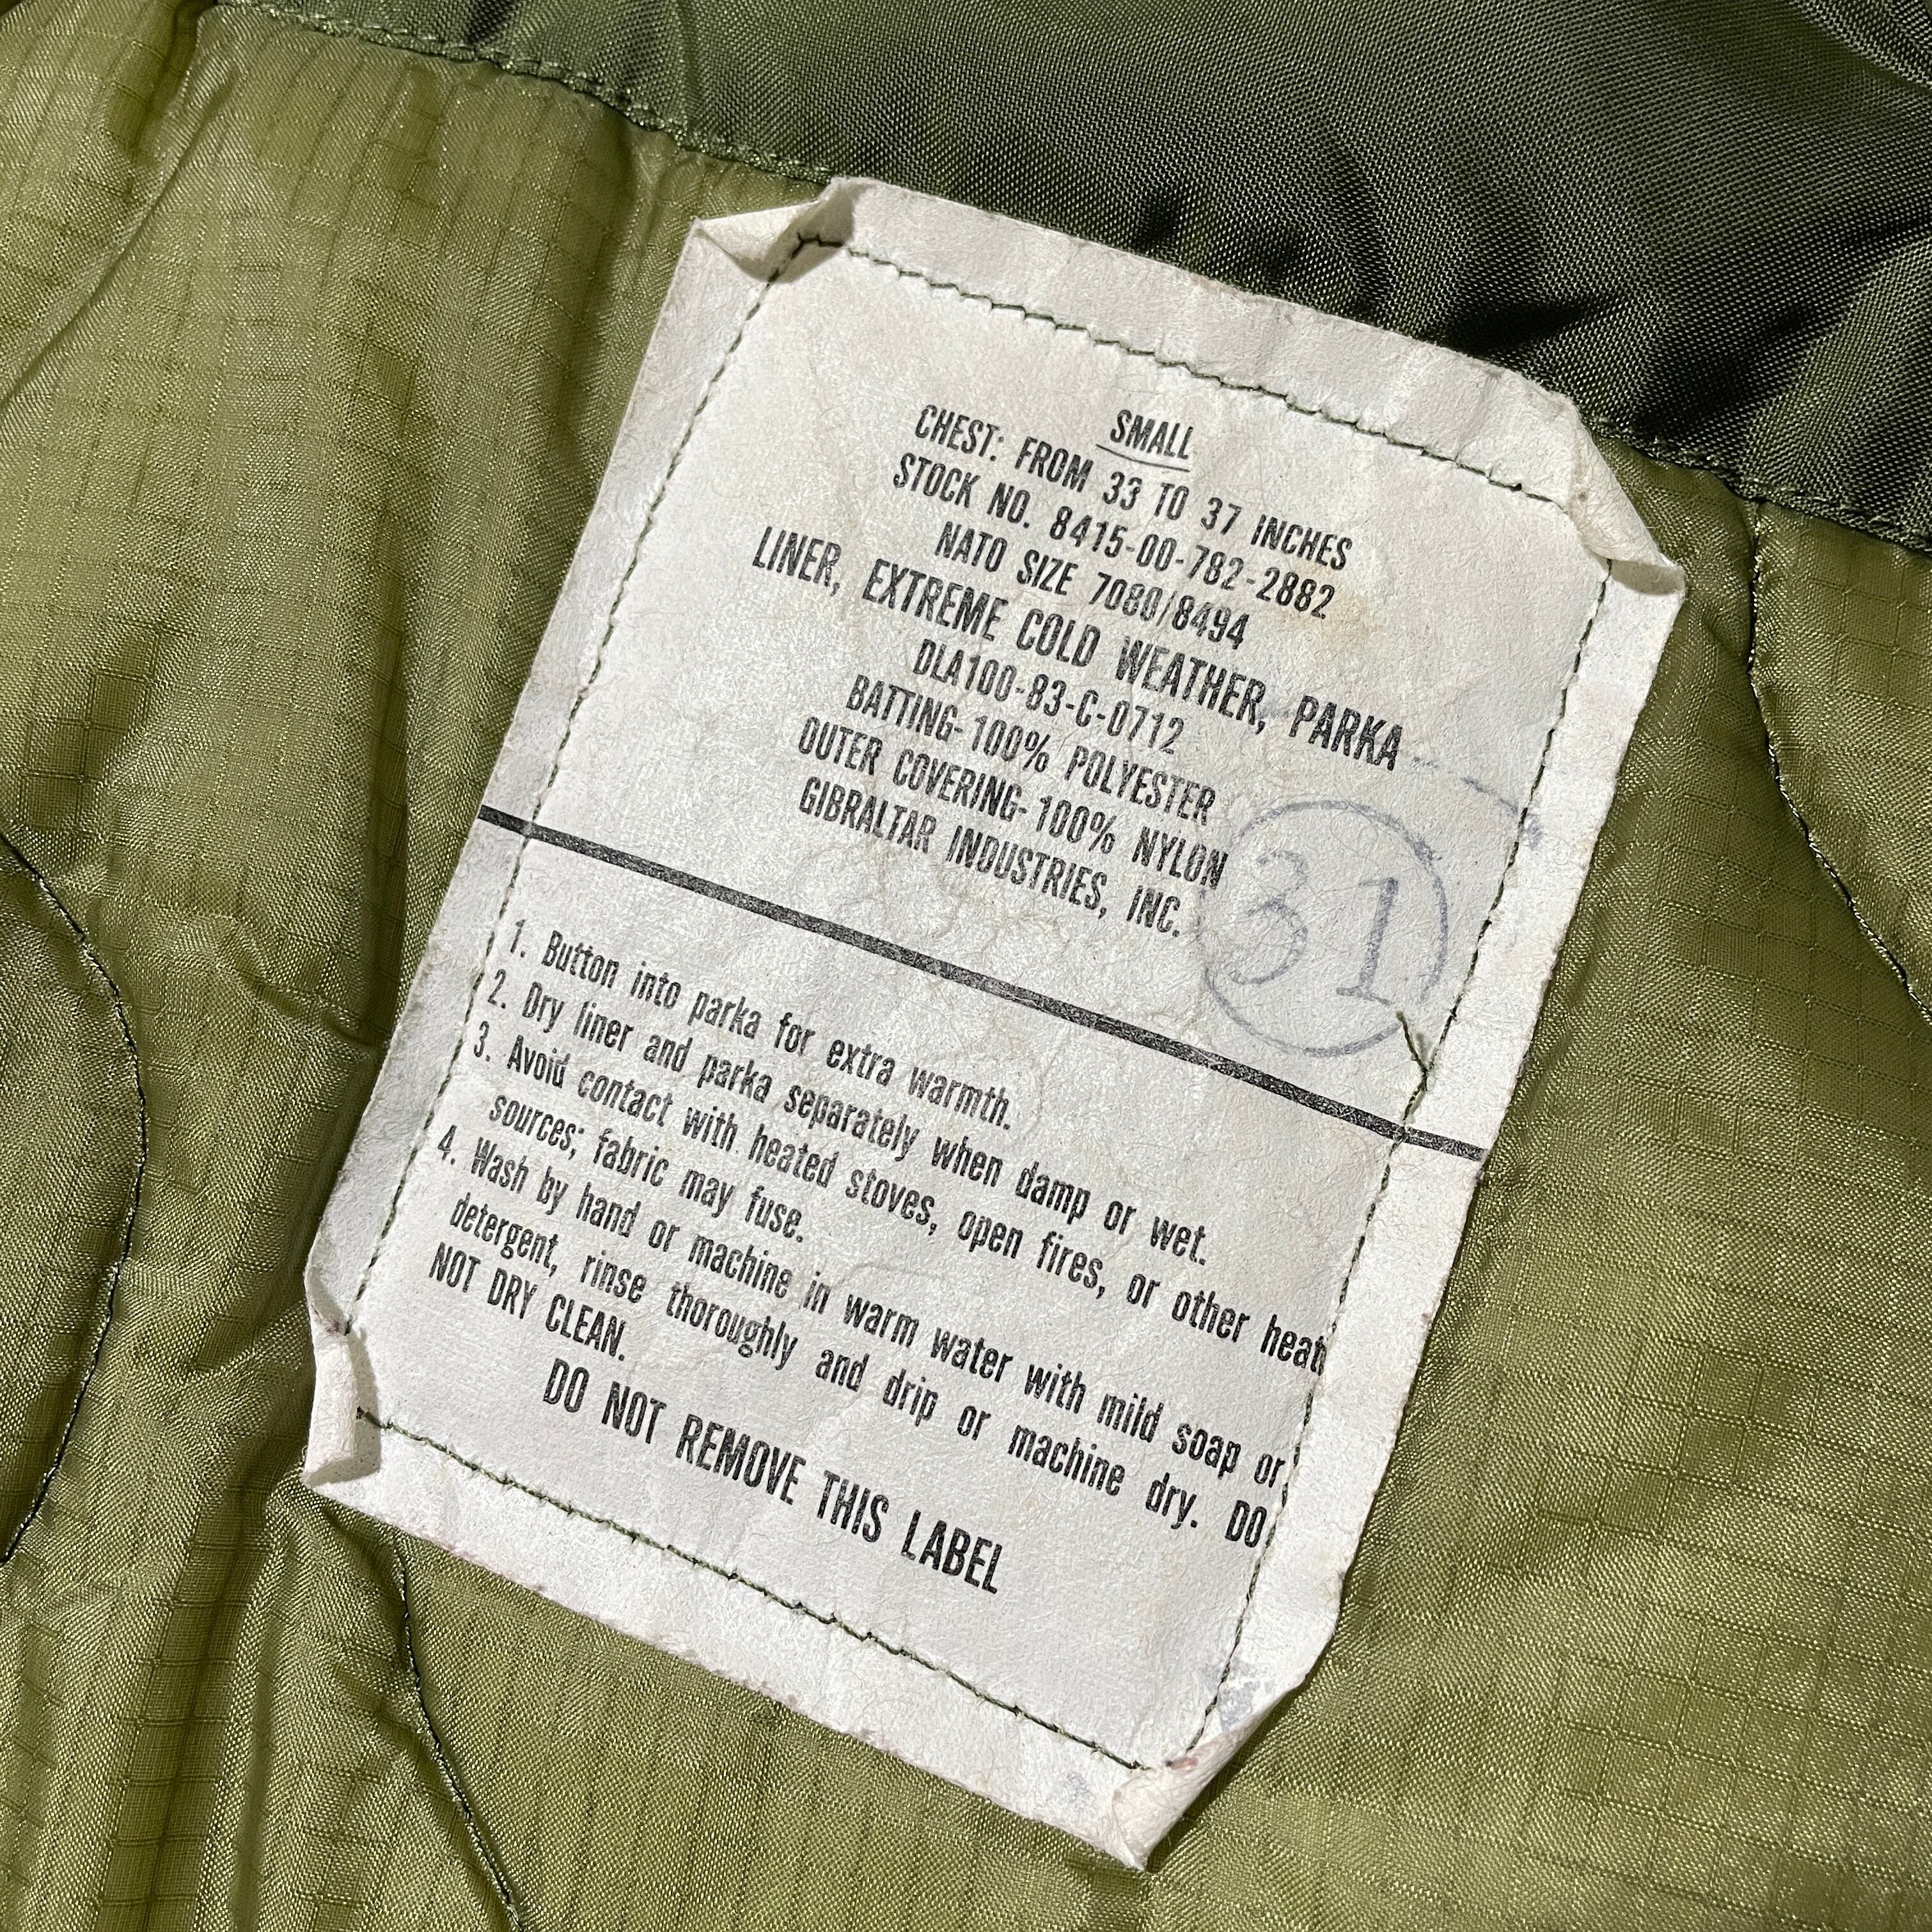 SMALL
CHEST: FROM 33 TO 37 INCHES
STOCK NO. 8415-00-782-2882
NATO SIZE 7080/8494
LINER, EXTREME COLD WEATHER, PARKA
DLA100-83-C-0712
BATTING-100% POLYESTER
OUTER COVERING-100% NYLON
GIBRALTAR INDUSTRIES, INC.
31
1. Button into parka for extra warmth.
2. Dry liner and parka separately when damp or wet.
3. Avoid contact with heated stoves, open fires, or other heat
sources; fabric may fuse.
4. Wash by hand or machine in warm water with mild soap or
detergent, rinse thoroughly and drip or machine dry. DO
NOT DRY CLEAN.
DO NOT REMOVE THIS LABEL